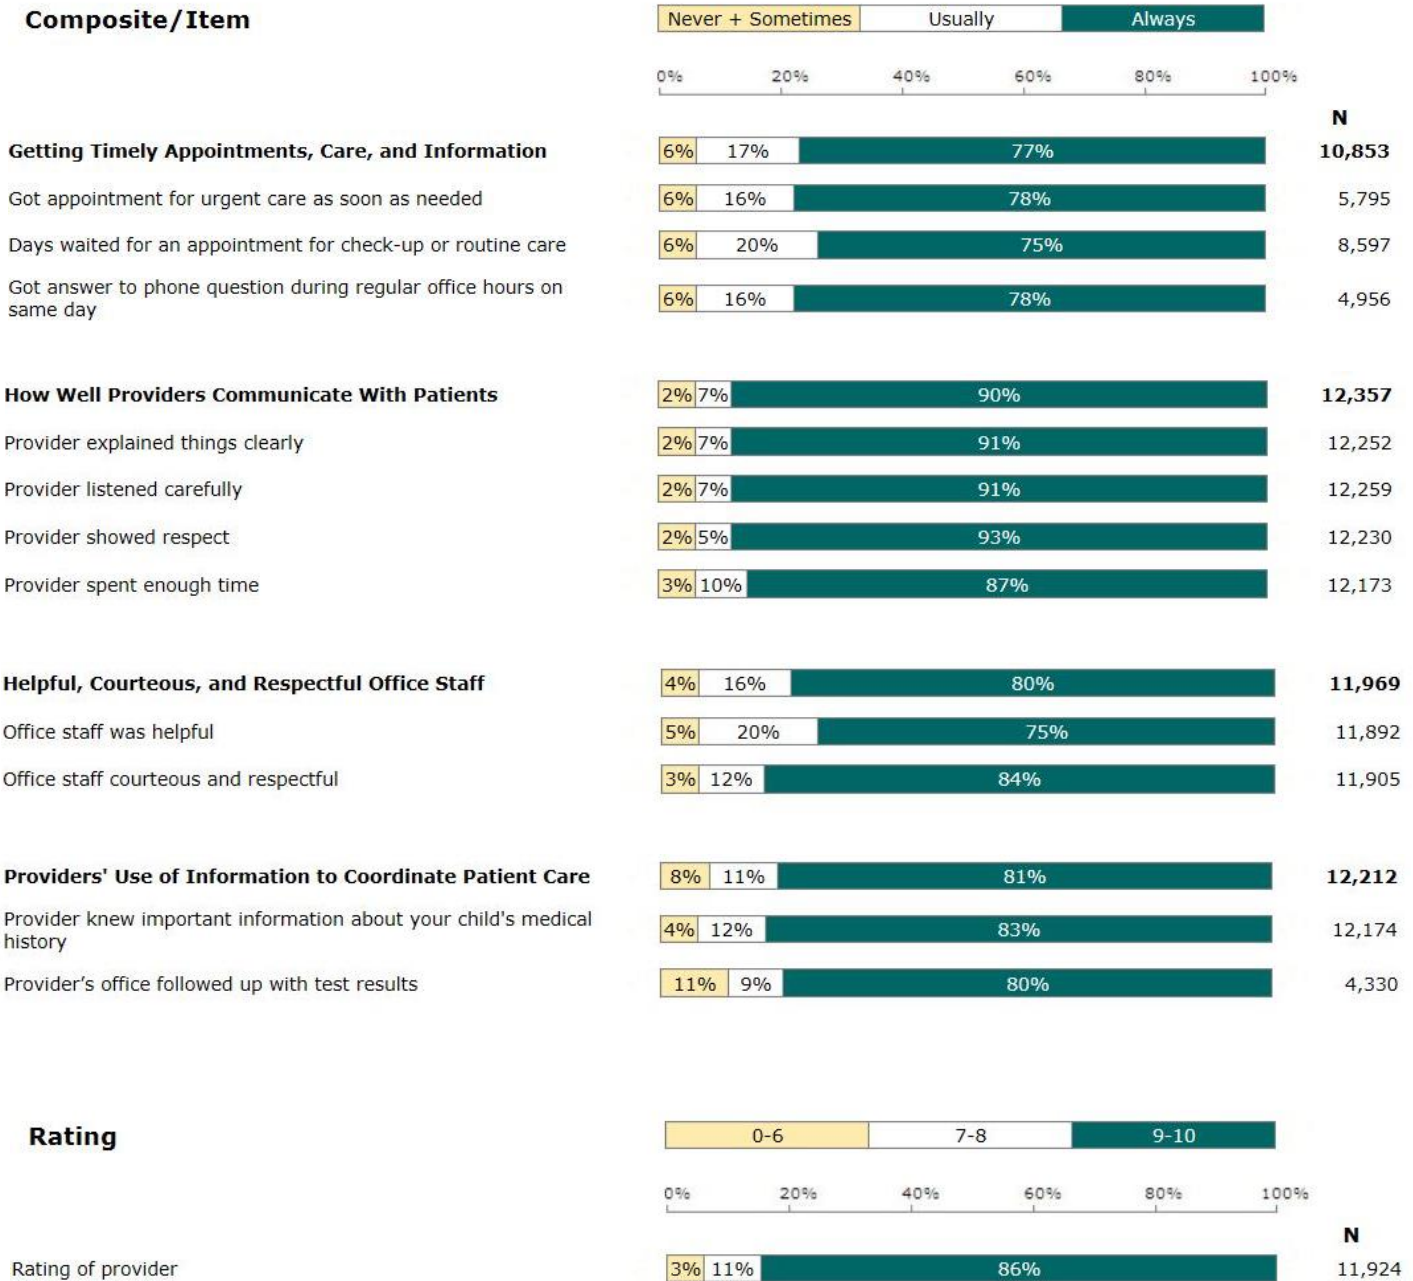 Composite/Item
Never + Sometimes Usually Always
0% 20% 40% 60% 80% 100%
N
Getting Timely Appointments, Care, and Information 6% 17% 77% 10,853
Got appointment for urgent care as soon as needed 6% 16% 78% 5,795
Days waited for an appointment for check-up or routine care 6% 20% 75% 8,597
Got answer to phone question during regular office hours on
same day 6% 16% 78% 4,956
How Well Providers Communicate With Patients 2% 7% 90% 12,357
Provider explained things clearly 2% 7% 91% 12,252
Provider listened carefully 2% 7% 91% 12,259
Provider showed respect 2% 5% 93% 12,230
Provider spent enough time 3% 10% 87% 12,173
Helpful, Courteous, and Respectful Office Staff 4% 16% 80% 11,969
Office staff was helpful 5% 20% 75% 11,892
Office staff courteous and respectful 3% 12% 84% 11,905
Providers' Use of Information to Coordinate Patient Care 8% 11% 81% 12,212
Provider knew important information about your child's medical
history 4% 12% 83% 12,174
Provider’s office followed up with test results 11% 9% 80% 4,330
Rating
0-6 7-8 9-10
0% 20% 40% 60% 80% 100%
N
Rating of provider 3% 11% 86% 11,924